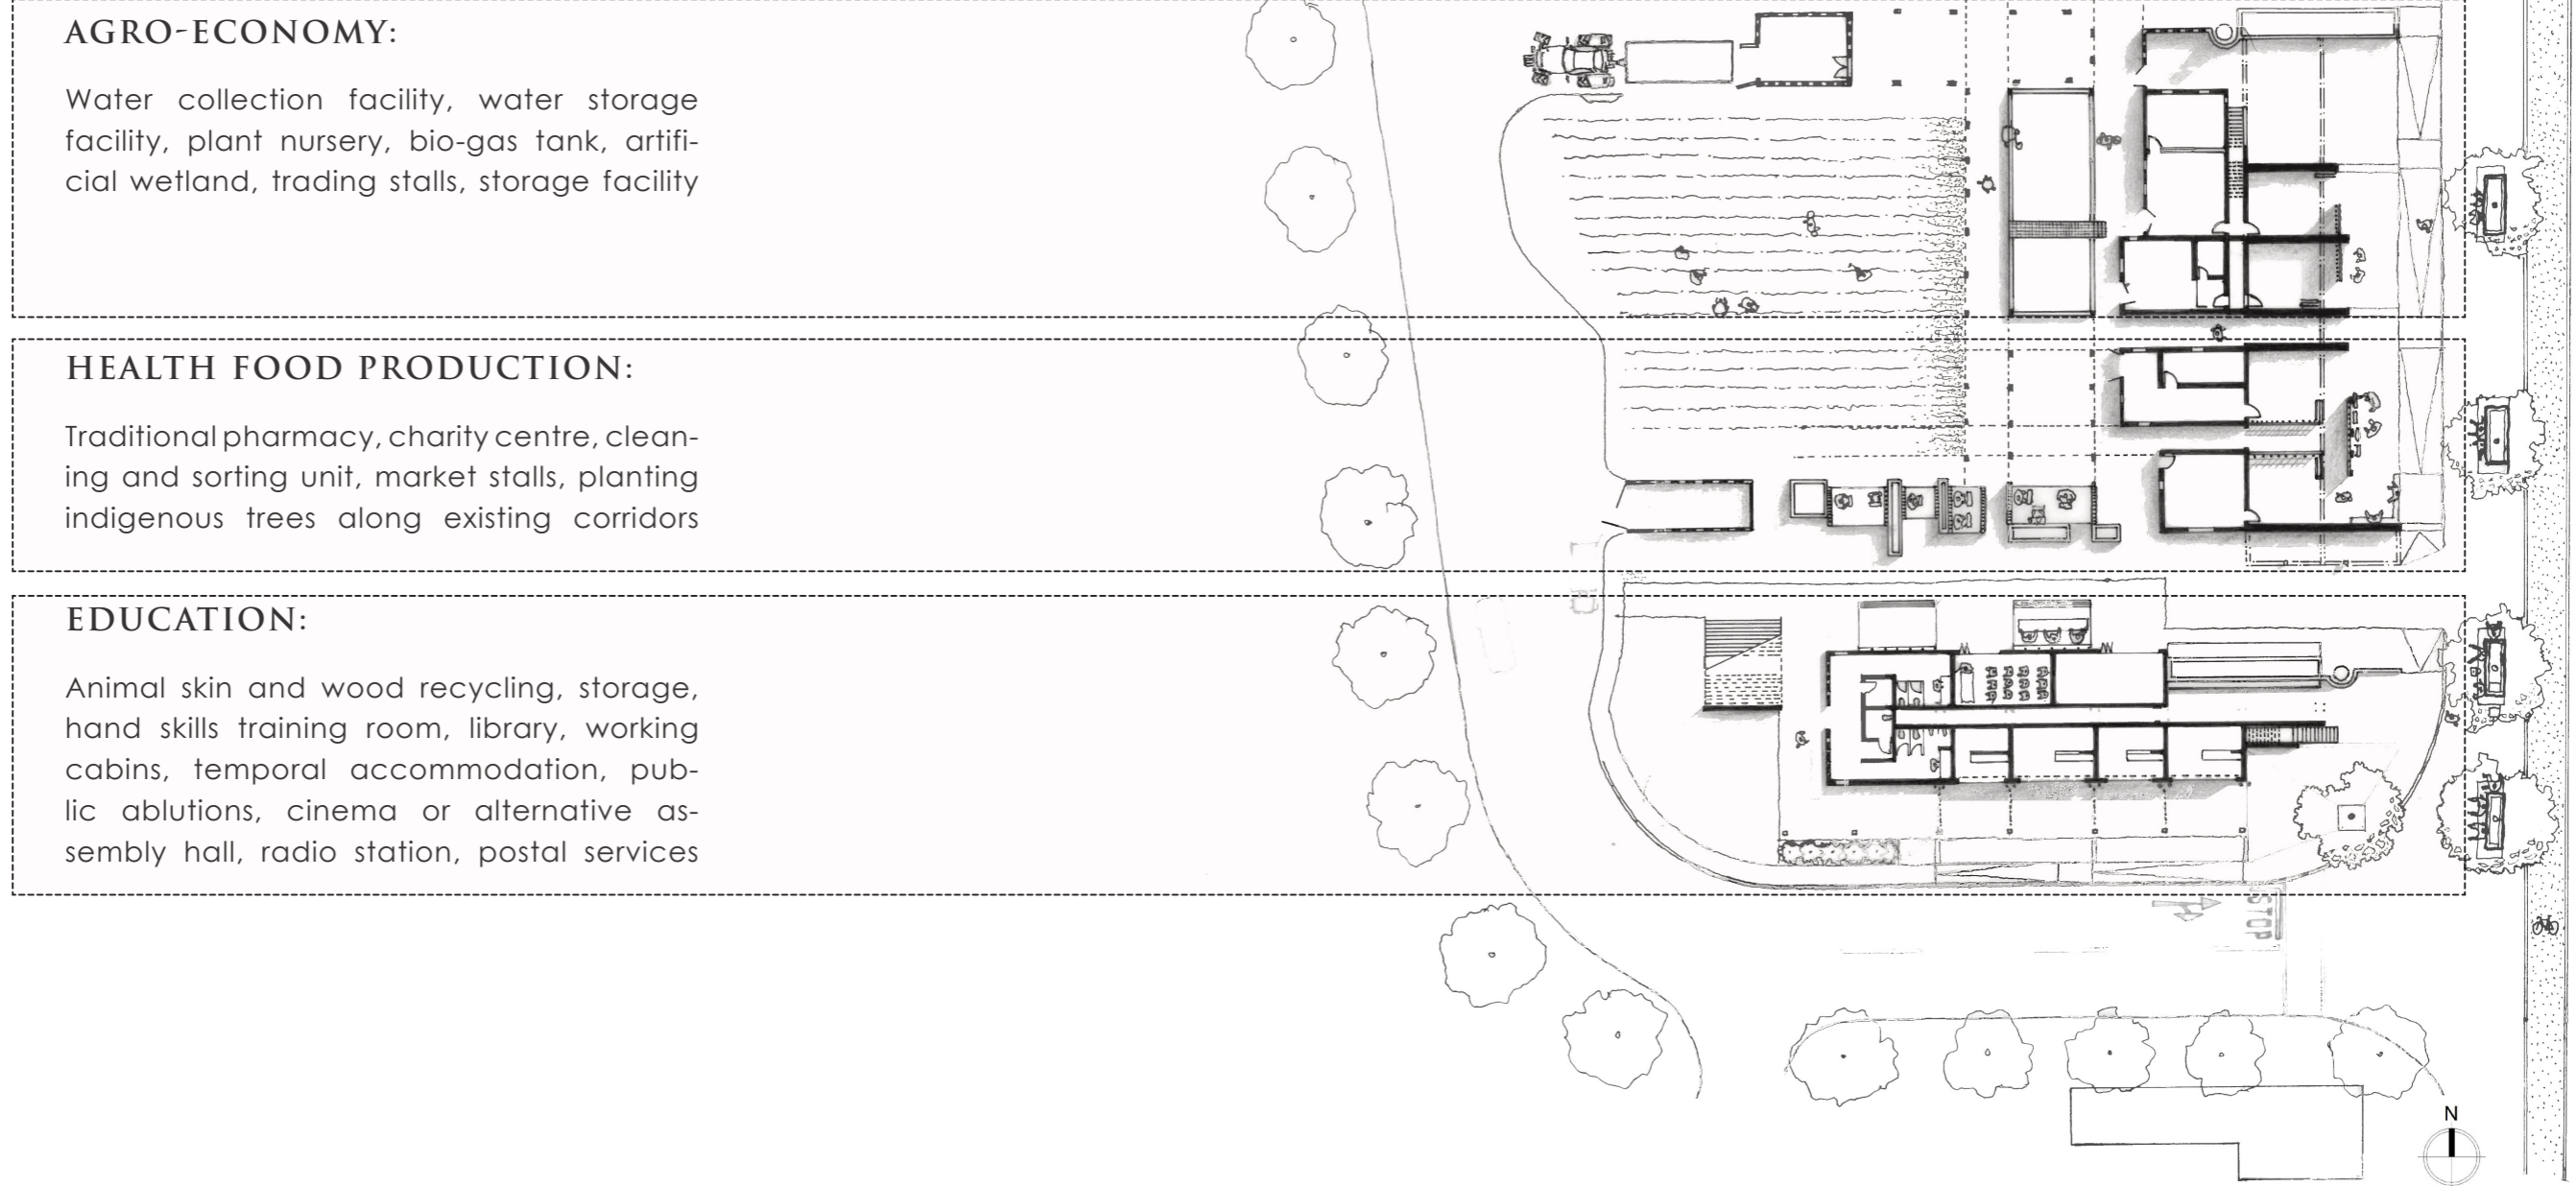 AGRO-ECONOMY:
Water collection facility, water storage
facility, plant nursery, bio-gas tank, artifi-
cial wetland, trading stalls, storage facility
HEALTH FOOD PRODUCTION:
Traditional pharmacy, charity centre, clean-
ing and sorting unit, market stalls, planting
indigenous trees along existing corridors
EDUCATION:
Animal skin and wood recycling, storage,
hand skills training room, library, working
cabins, temporal accommodation, pub-
lic ablutions, cinema or alternative as-
sembly hall, radio station, postal services
STOP
N